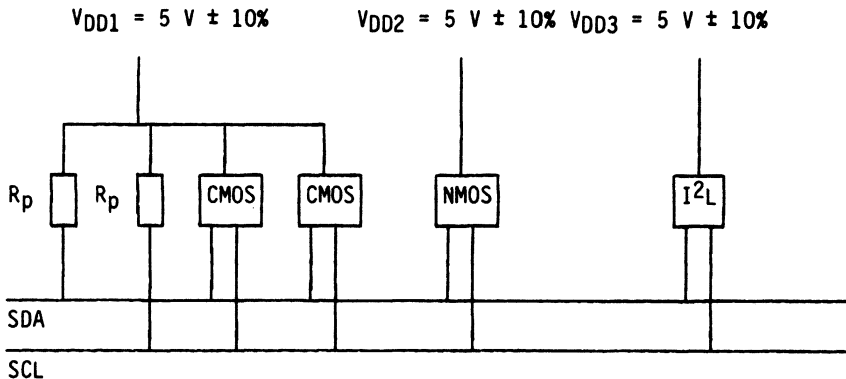 VDD1 = 5 V ± 10% VDD2 = 5 V ± 10% VDD3 = 5 V ± 10%
Rp Rp CMOS CMOS NMOS I²L
SDA
SCL